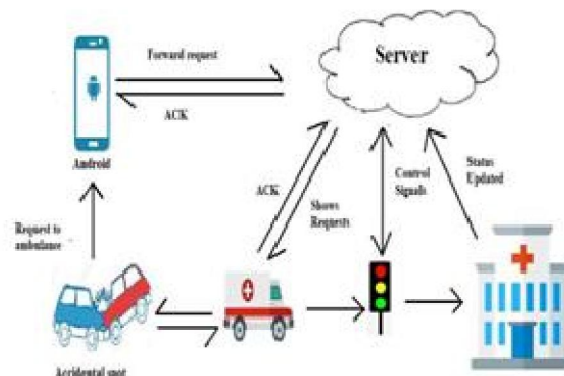 Forward request
Server
ACK
Android
ACK
Shows
Requests
Control
Signals
Status
Updated
Request to
ambulance
Accidental spot